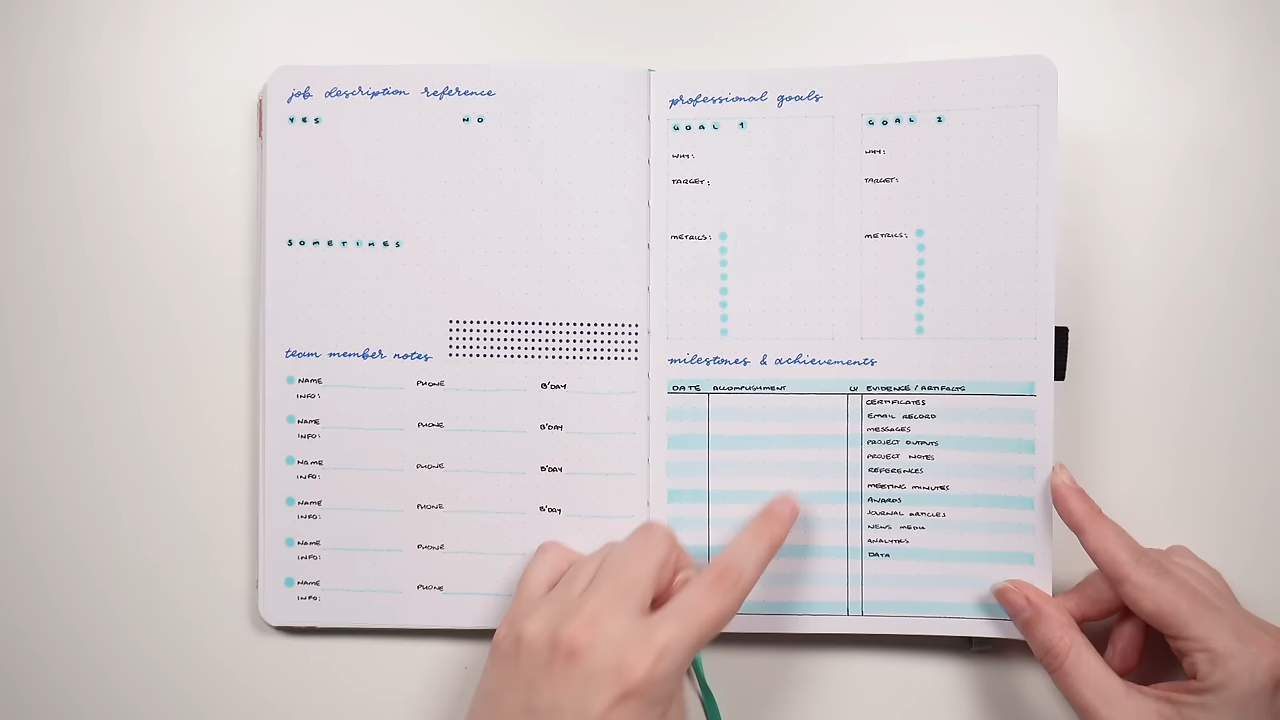 job description reference
YES
NO
SOMETIMES
team member notes
NAME PHONE B'DAY
INFO:
NAME PHONE B'DAY
INFO:
NAME PHONE B'DAY
INFO:
NAME PHONE B'DAY
INFO:
NAME PHONE
INFO:
NAME PHONE
INFO:
professional goals
GOAL 1
WHY:
TARGET:
METRICS:
GOAL 2
WHY:
TARGET:
METRICS:
milestones & achievements
DATE ACCOMPLISHMENT CV EVIDENCE / ARTIFACTS
CERTIFICATES
EMAIL RECORD
MESSAGES
PROJECT OUTPUTS
PROJECT NOTES
REFERENCES
MEETING MINUTES
AWARDS
JOURNAL ARTICLES
NEWS MEDIA
ANALYTICS
DATA